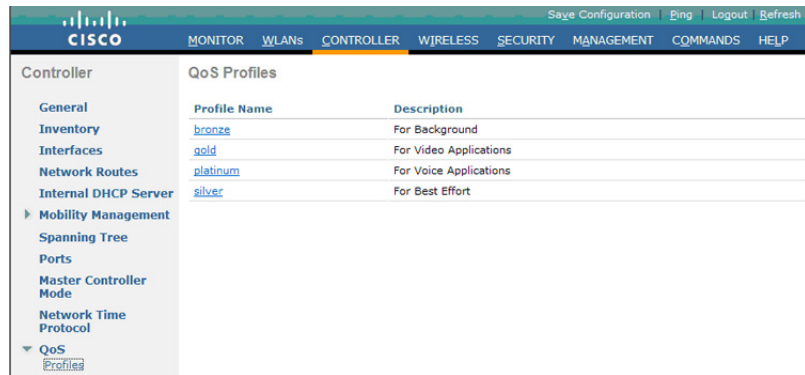 Save Configuration | Ping | Logout | Refresh
CISCO
MONITOR WLANs CONTROLLER WIRELESS SECURITY MANAGEMENT COMMANDS HELP
Controller
General
Inventory
Interfaces
Network Routes
Internal DHCP Server
Mobility Management
Spanning Tree
Ports
Master Controller
Mode
Network Time
Protocol
QoS
Profiles
QoS Profiles
Profile Name Description
bronze For Background
gold For Video Applications
platinum For Voice Applications
silver For Best Effort